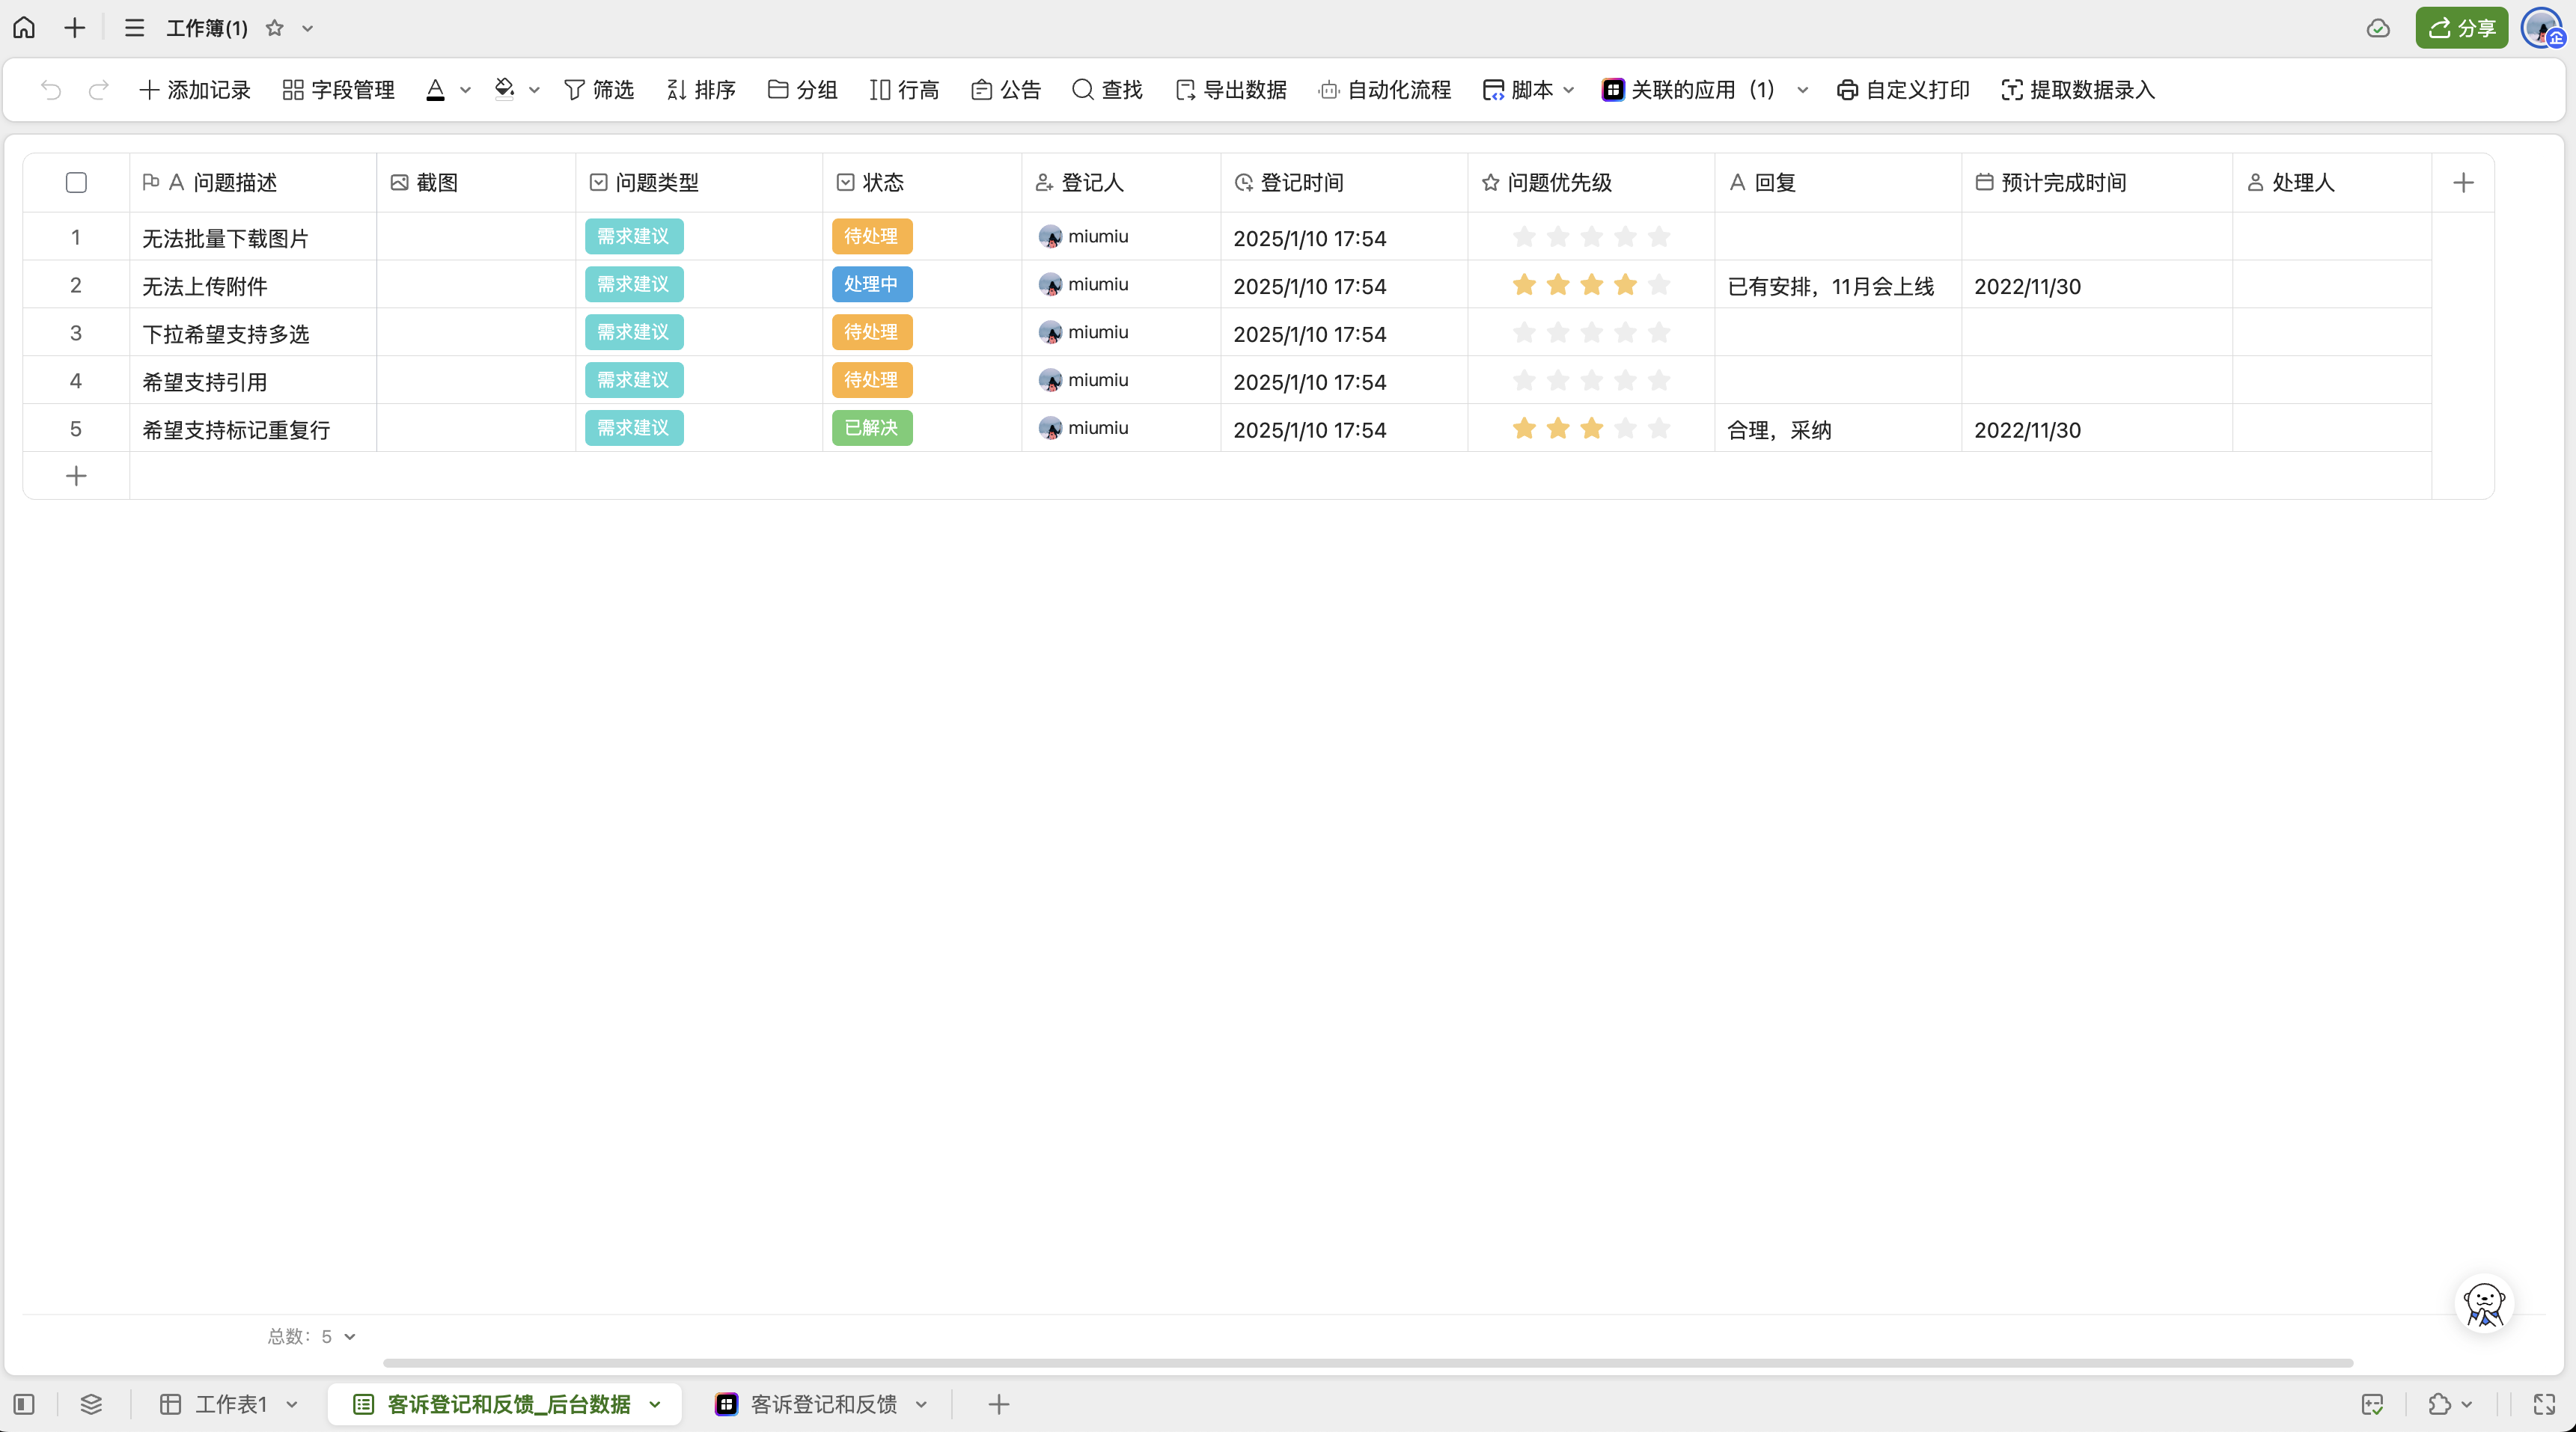 工作簿(1)
分享
企
添加记录 字段管理 A 筛选 排序 分组 行高 公告 查找 导出数据 自动化流程 脚本 关联的应用 (1) 自定义打印 提取数据录入
问题描述 截图 问题类型 状态 登记人 登记时间 问题优先级 回复 预计完成时间 处理人
1 无法批量下载图片 需求建议 待处理 miumiu 2025/1/10 17:54
2 无法上传附件 需求建议 处理中 miumiu 2025/1/10 17:54 已有安排，11月会上线 2022/11/30
3 下拉希望支持多选 需求建议 待处理 miumiu 2025/1/10 17:54
4 希望支持引用 需求建议 待处理 miumiu 2025/1/10 17:54
5 希望支持标记重复行 需求建议 已解决 miumiu 2025/1/10 17:54 合理，采纳 2022/11/30
总数：5
工作表1 客诉登记和反馈_后台数据 客诉登记和反馈